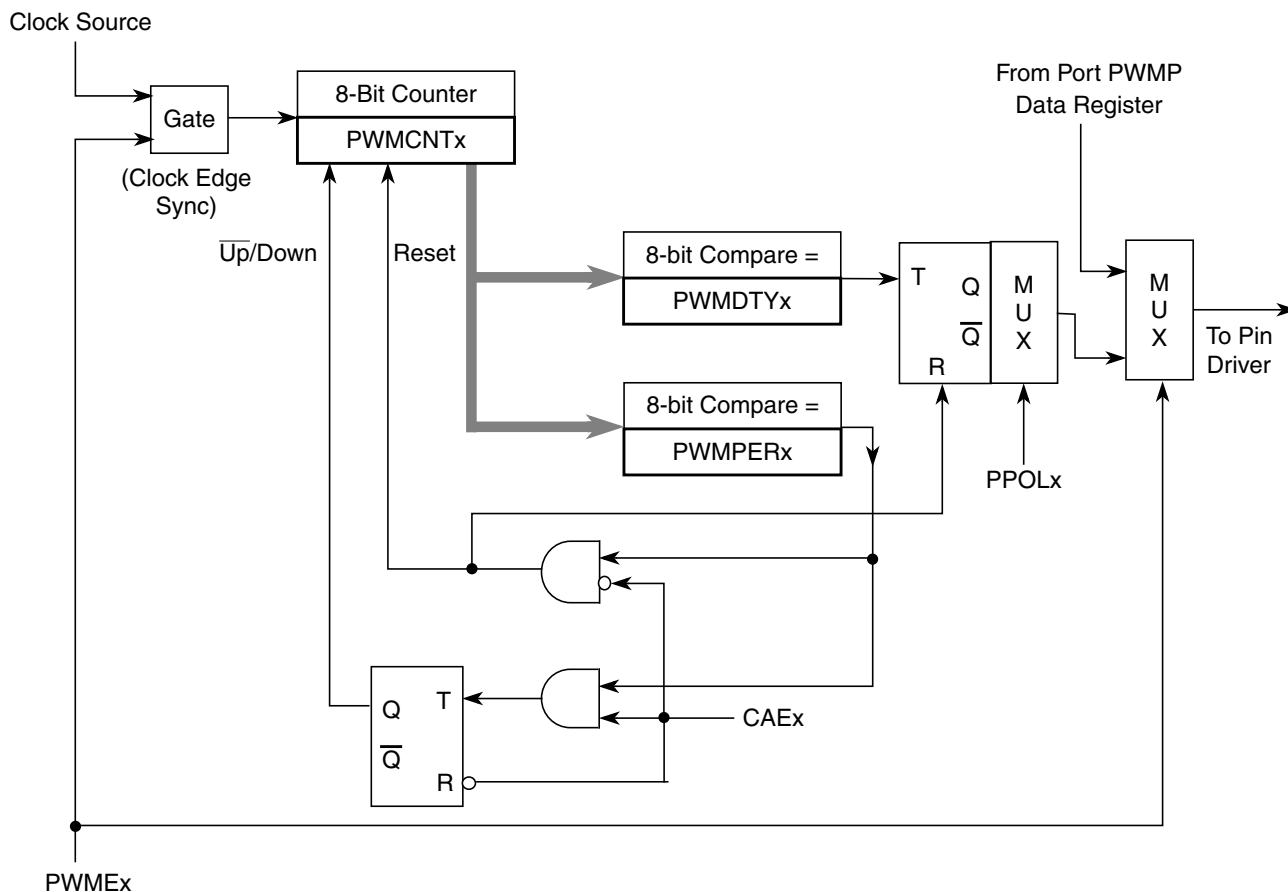 Clock Source
Gate
(Clock Edge
Sync)
8-Bit Counter
PWMCNTx
U̅p̅/Down
Reset
8-bit Compare =
PWMDTYx
8-bit Compare =
PWMPERx
T
Q
Q̅
R
M
U
X
PPOLx
From Port PWMP
Data Register
M
U
X
To Pin
Driver
Q
T
Q̅
R
CAEx
PWMEx